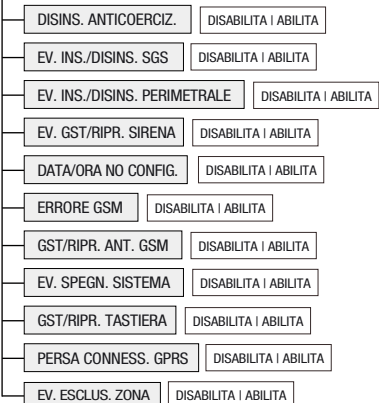 DISINS. ANTICOERCIZ. DISABILITA I ABILITA
EV. INS./DISINS. SGS DISABILITA I ABILITA
EV. INS./DISINS. PERIMETRALE DISABILITA I ABILITA
EV. GST/RIPR. SIRENA DISABILITA I ABILITA
DATA/ORA NO CONFIG. DISABILITA I ABILITA
ERRORE GSM DISABILITA I ABILITA
GST/RIPR. ANT. GSM DISABILITA I ABILITA
EV. SPEGN. SISTEMA DISABILITA I ABILITA
GST/RIPR. TASTIERA DISABILITA I ABILITA
PERSA CONNESS. GPRS DISABILITA I ABILITA
EV. ESCLUS. ZONA DISABILITA I ABILITA